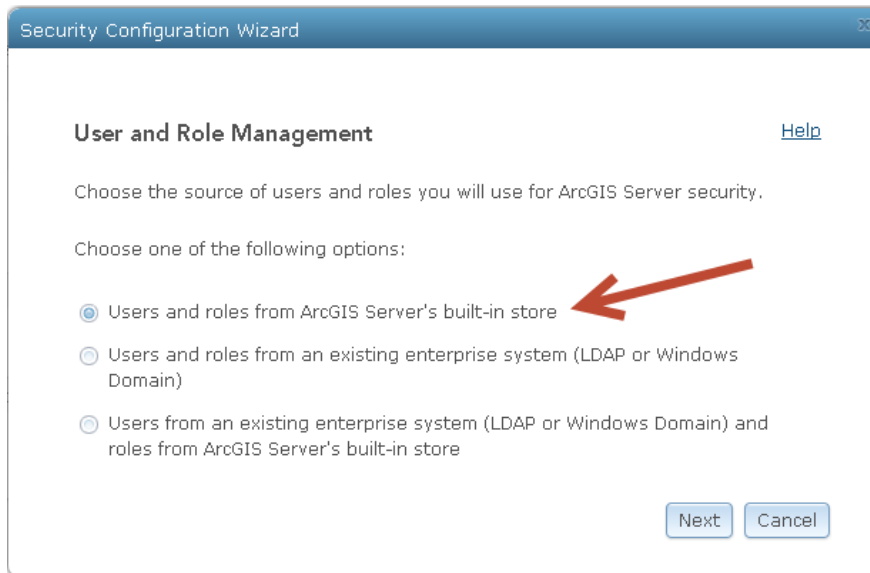 Security Configuration Wizard
User and Role Management
Help
Choose the source of users and roles you will use for ArcGIS Server security.
Choose one of the following options:
Users and roles from ArcGIS Server's built-in store
Users and roles from an existing enterprise system (LDAP or Windows
Domain)
Users from an existing enterprise system (LDAP or Windows Domain) and
roles from ArcGIS Server's built-in store
Next
Cancel